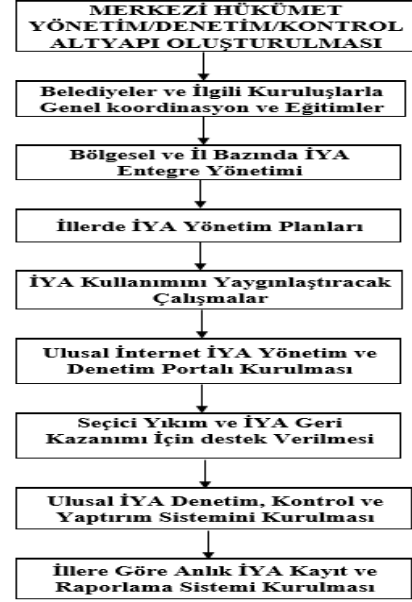 MERKEZİ HÜKÜMET
YÖNETİM/DENETİM/KONTROL
ALTYAPI OLUŞTURULMASI
Belediyeler ve İlgili Kuruluşlarla
Genel koordinasyon ve Eğitimler
Bölgesel ve İl Bazında İYA
Entegre Yönetimi
İllerde İYA Yönetim Planları
İYA Kullanımını Yaygınlaştıracak
Çalışmalar
Ulusal İnternet İYA Yönetim ve
Denetim Portalı Kurulması
Seçici Yıkım ve İYA Geri
Kazanımı İçin destek Verilmesi
Ulusal İYA Denetim, Kontrol ve
Yaptırım Sistemini Kurulması
İllere Göre Anlık İYA Kayıt ve
Raporlama Sistemi Kurulması